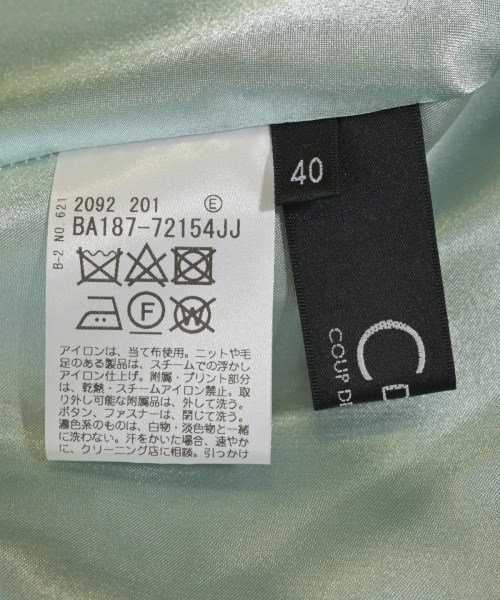 B-2 NO. 621
2092 201 E
BA187-72154JJ
F
W
アイロンは、当て布使用。ニットや毛
足のある製品は、スチームでの浮かし
アイロン仕上げ。附属・プリント部分
は、乾熱・スチームアイロン禁止。取
り外し可能な附属品は、外して洗う。
ボタン、ファスナーは、閉じて洗う。
濃色系のものは、白物・淡色物と一緒
に洗わない。汗をかいた場合、速やか
に、クリーニング店に相談。引っかけ
40
C
COUP DE